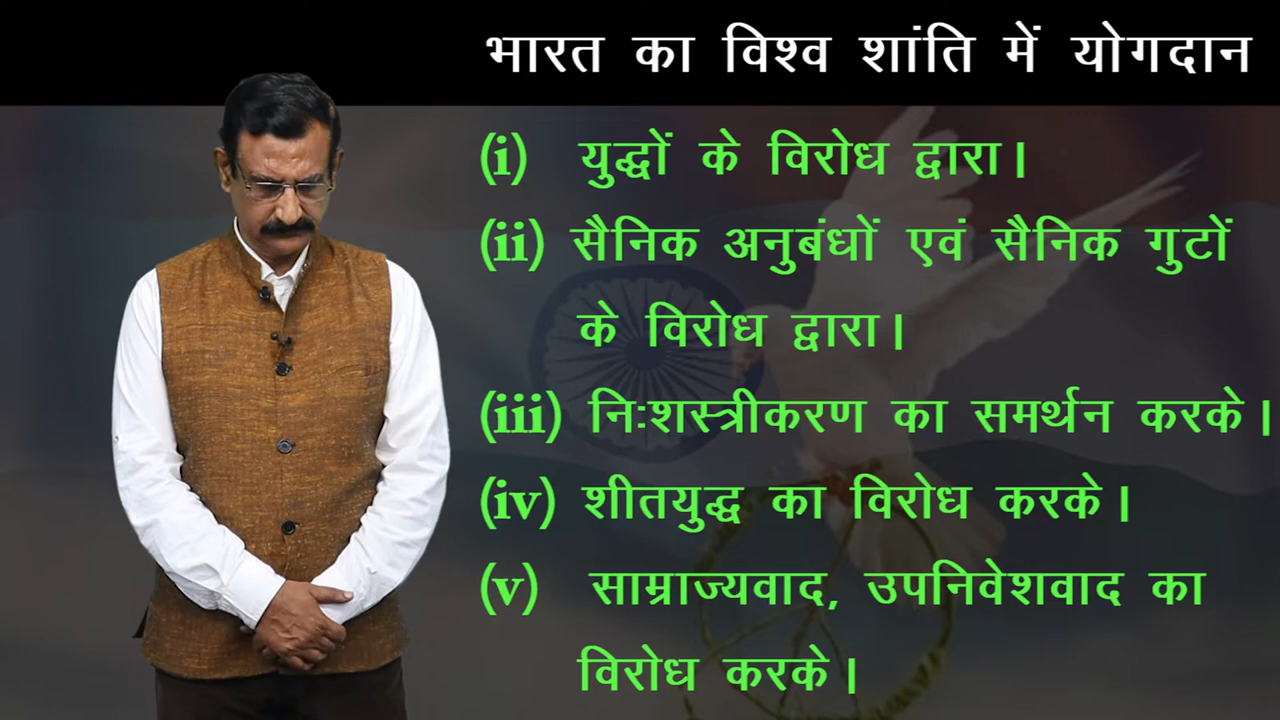 भारत का विश्व शांति में योगदान
(i) युद्धों के विरोध द्वारा।
(ii) सैनिक अनुबंधों एवं सैनिक गुटों
के विरोध द्वारा।
(iii) निःशस्त्रीकरण का समर्थन करके।
(iv) शीतयुद्ध का विरोध करके।
(v) साम्राज्यवाद, उपनिवेशवाद का
विरोध करके।